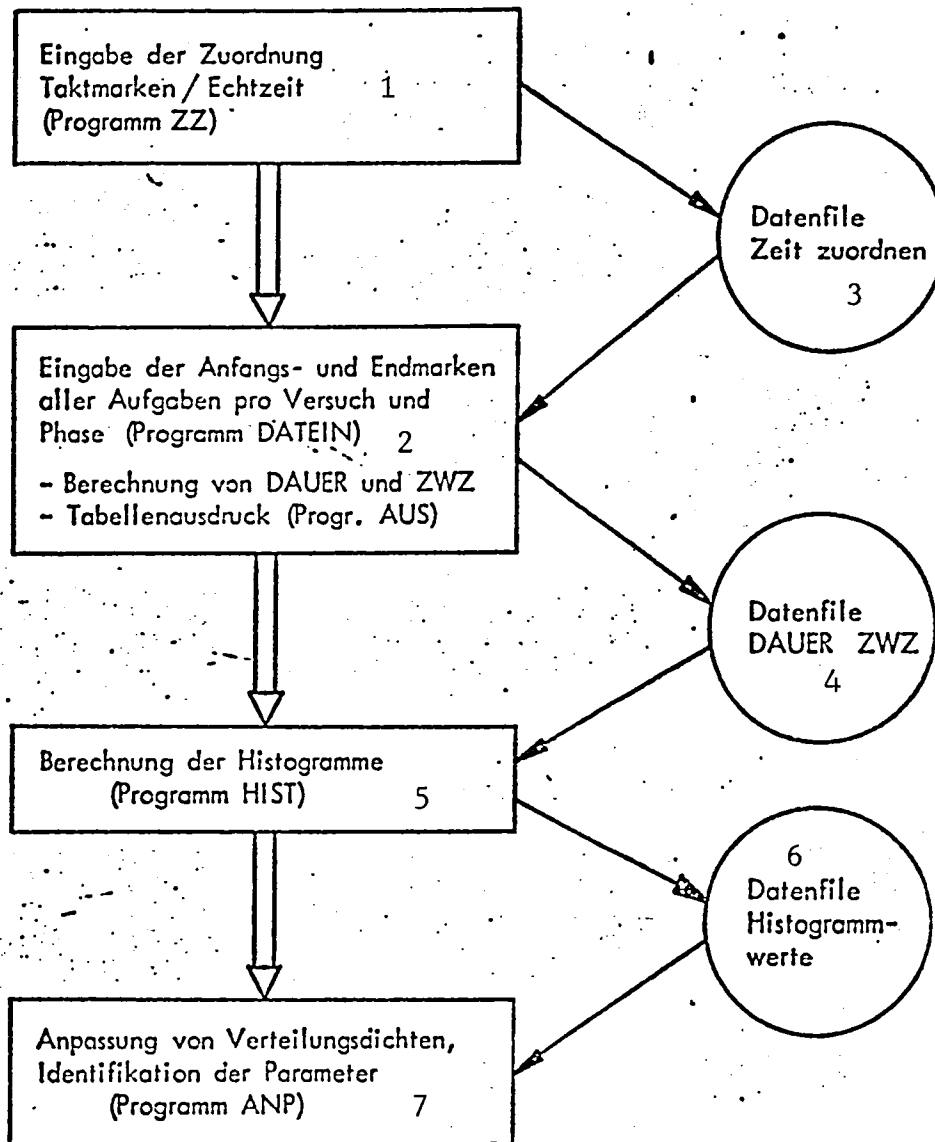 Eingabe der Zuordnung
Taktmarken / Echtzeit 1
(Programm ZZ)
Datenfile
Zeit zuordnen
3
Eingabe der Anfangs- und Endmarken
aller Aufgaben pro Versuch und
Phase (Programm DATEIN) 2
- Berechnung von DAUER und ZWZ
- Tabellenausdruck (Progr. AUS)
Datenfile
DAUER ZWZ
4
Berechnung der Histogramme
(Programm HIST) 5
6
Datenfile
Histogramm-
werte
Anpassung von Verteilungsdichten,
Identifikation der Parameter
(Programm ANP) 7